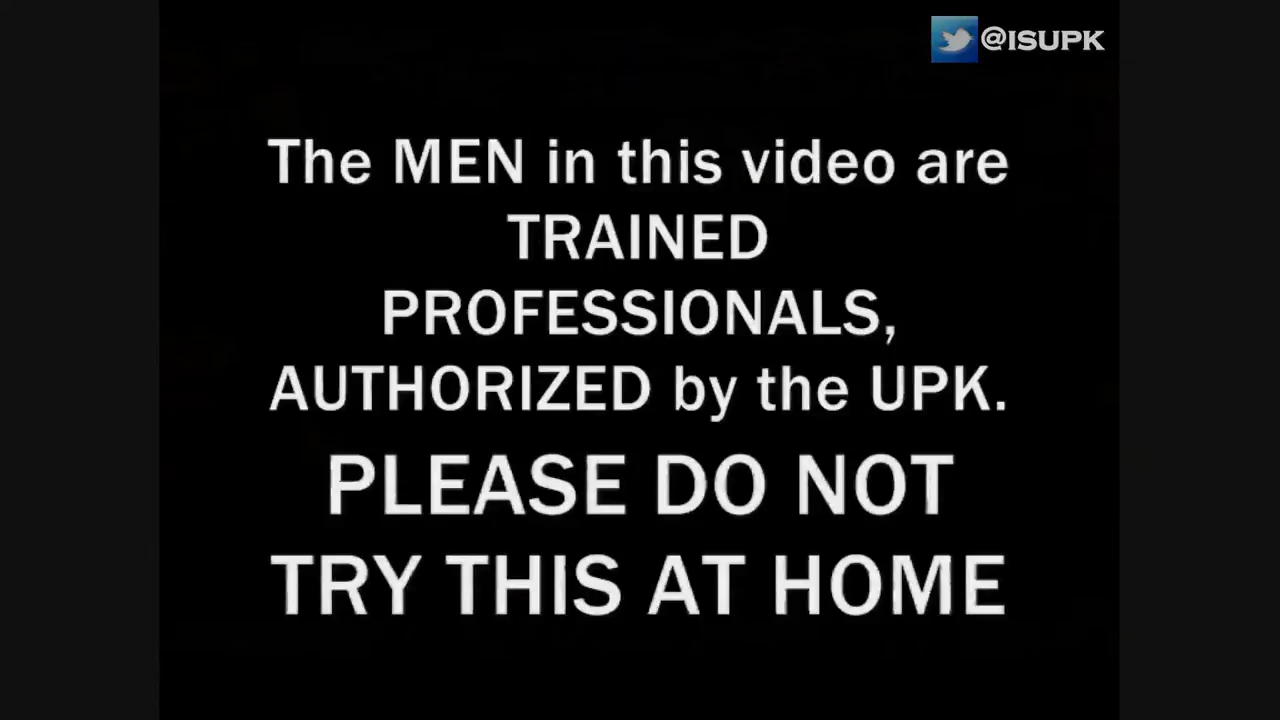 @ISUPK
The MEN in this video are
TRAINED
PROFESSIONALS,
AUTHORIZED by the UPK.
PLEASE DO NOT
TRY THIS AT HOME